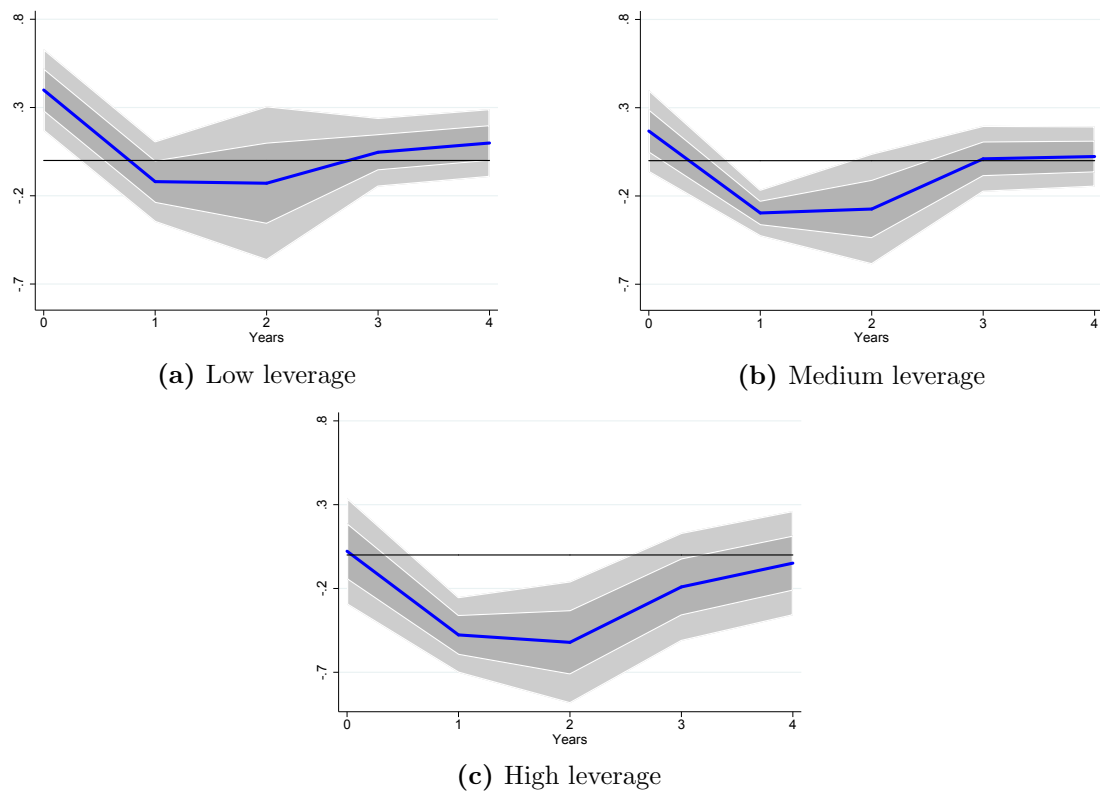 .8
.3
-.2
-.7
0 1 2 3 4
Years
(a) Low leverage
.8
.3
-.2
-.7
0 1 2 3 4
Years
(b) Medium leverage
.8
.3
-.2
-.7
0 1 2 3 4
Years
(c) High leverage